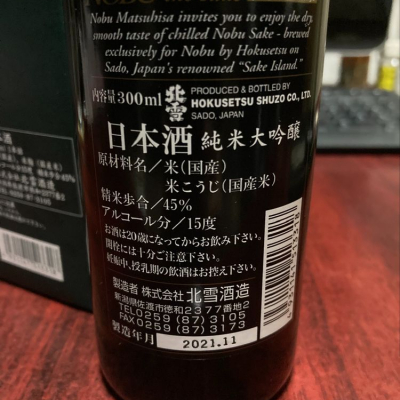 Nobu Matsuhisa invites you to enjoy the dry,
smooth taste of chilled Nobu Sake - brewed
exclusively for Nobu by Hokusetsu on
Sado, Japan's renowned "Sake Island."
内容量300ml
北雪
PRODUCED & BOTTLED BY
HOKUSETSU SHUZO CO., LTD.
SADO, JAPAN
日本酒 純米大吟醸
原材料名/米(国産)
米こうじ(国産米)
精米歩合/45%
アルコール分/15度
お酒は20歳になってからお飲み下さい。
開栓には十分ご注意下さい。
妊娠中、授乳期の飲酒はお控え下さい。
製造者 株式会社 北雪酒造
新潟県佐渡市徳和2377番地2
TEL0259 (87) 3105
FAX0259 (87) 3173
製造年月 2021.11